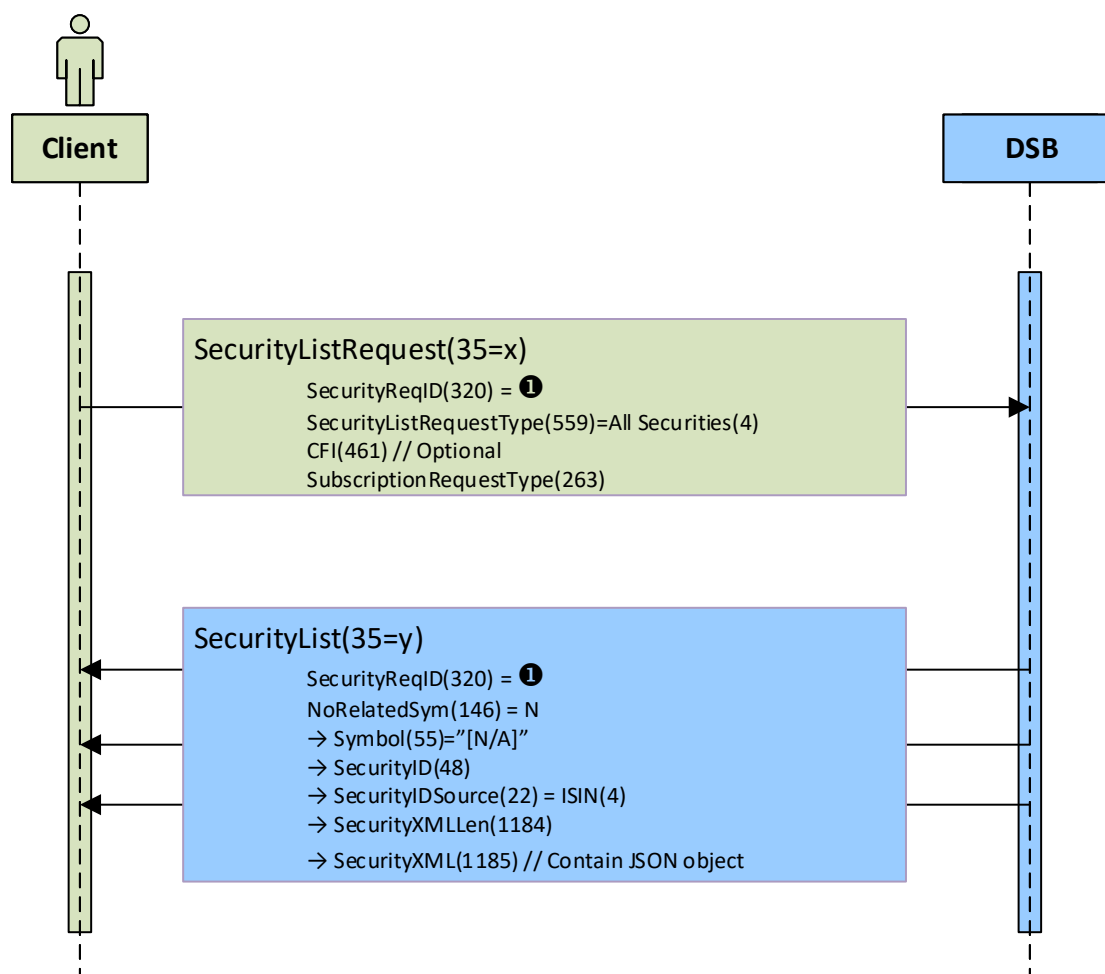 Client
DSB
SecurityListRequest(35=x)
SecurityReqID(320) = ❶
SecurityListRequestType(559)=All Securities(4)
CFI(461) // Optional
SubscriptionRequestType(263)
SecurityList(35=y)
SecurityReqID(320) = ❶
NoRelatedSym(146) = N
→ Symbol(55)=”[N/A]”
→ SecurityID(48)
→ SecurityIDSource(22) = ISIN(4)
→ SecurityXMLLen(1184)
→ SecurityXML(1185) // Contain JSON object